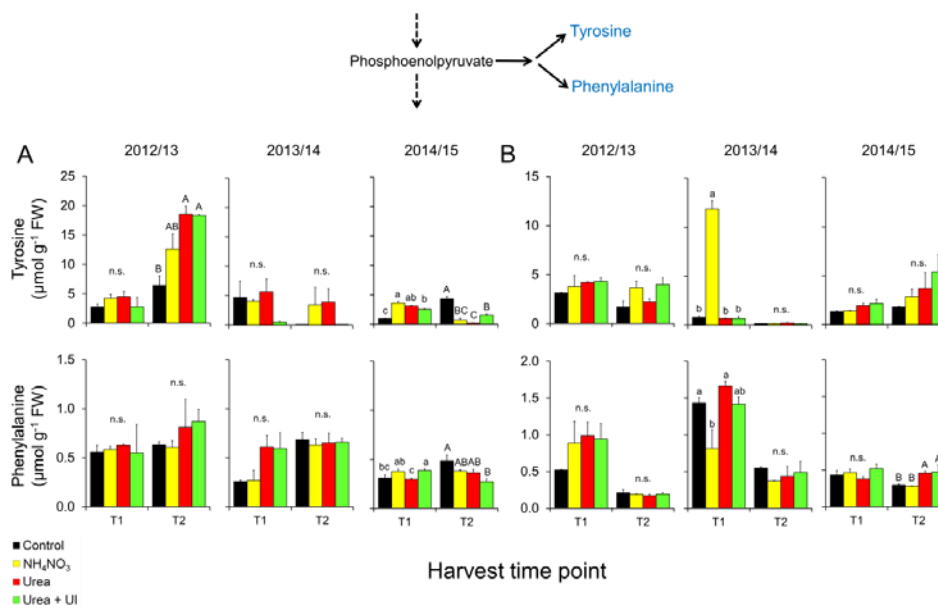 Tyrosine
Phosphoenolpyruvate
Phenylalanine
A 2012/13 2013/14 2014/15 B 2012/13 2013/14 2014/15
Tyrosine
(µmol g⁻¹ FW)
25
20
15
10
5
0
n.s. B AB A A
n.s. n.s.
c a ab b A BC C B
15
10
5
0
n.s. n.s.
b a b b n.s.
n.s.
Phenylalanine
(µmol g⁻¹ FW)
1.5
1.0
0.5
0.0
n.s. n.s.
n.s. n.s.
bc ab c a A AB AB B
2.0
1.5
1.0
0.5
0.0
n.s. n.s.
a b a ab n.s.
n.s. B B A A
T1 T2 T1 T2 T1 T2 T1 T2 T1 T2 T1 T2
Control
NH₄NO₃
Urea
Urea + UI
Harvest time point